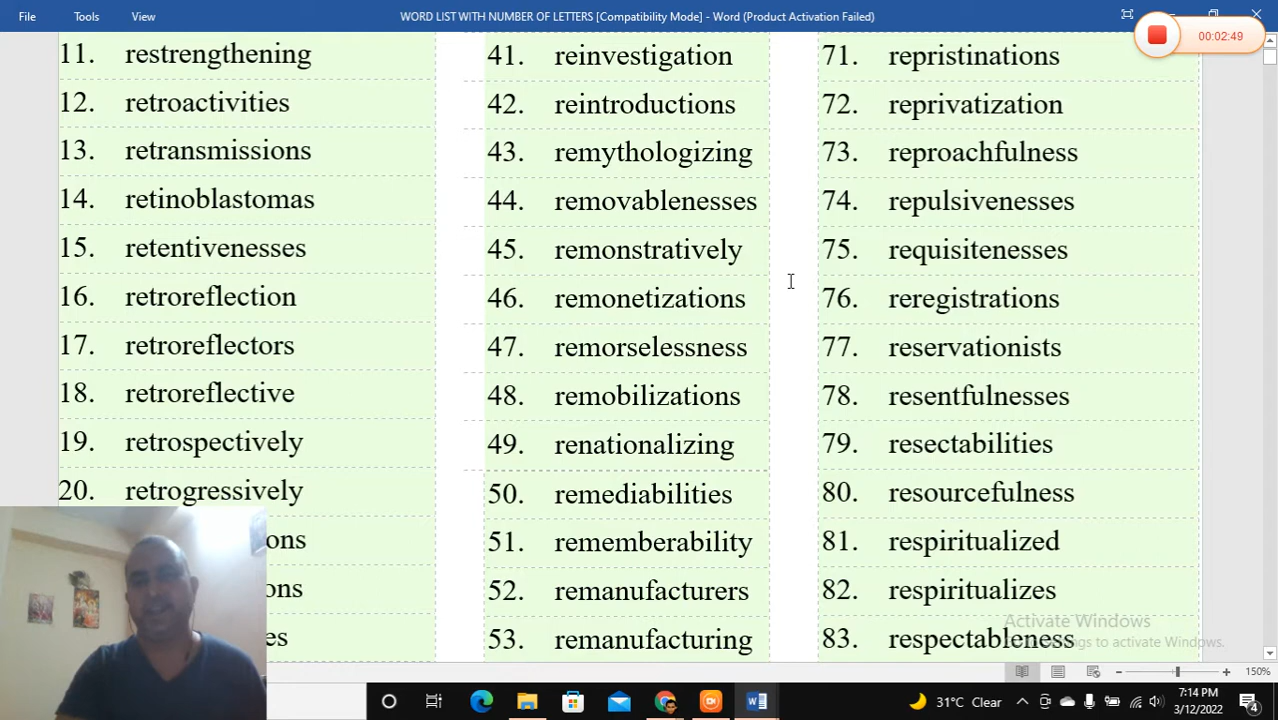 File Tools View WORD LIST WITH NUMBER OF LETTERS [Compatibility Mode] - Word (Product Activation Failed)
00:02:49
11. restrengthening
12. retroactivities
13. retransmissions
14. retinoblastomas
15. retentivenesses
16. retroreflection
17. retroreflectors
18. retroreflective
19. retrospectively
20. retrogressively
ons
ons
es
41. reinvestigation
42. reintroductions
43. remythologizing
44. removablenesses
45. remonstratively
46. remonetizations
47. remorselessness
48. remobilizations
49. renationalizing
50. remediabilities
51. rememberability
52. remanufacturers
53. remanufacturing
71. repristinations
72. reprivatization
73. reproachfulness
74. repulsivenesses
75. requisitenesses
76. reregistrations
77. reservationists
78. resentfulnesses
79. resectabilities
80. resourcefulness
81. respiritualized
82. respiritualizes
83. respectableness
Activate Windows
to activate Windows.
150%
31°C Clear
7:14 PM
3/12/2022
4